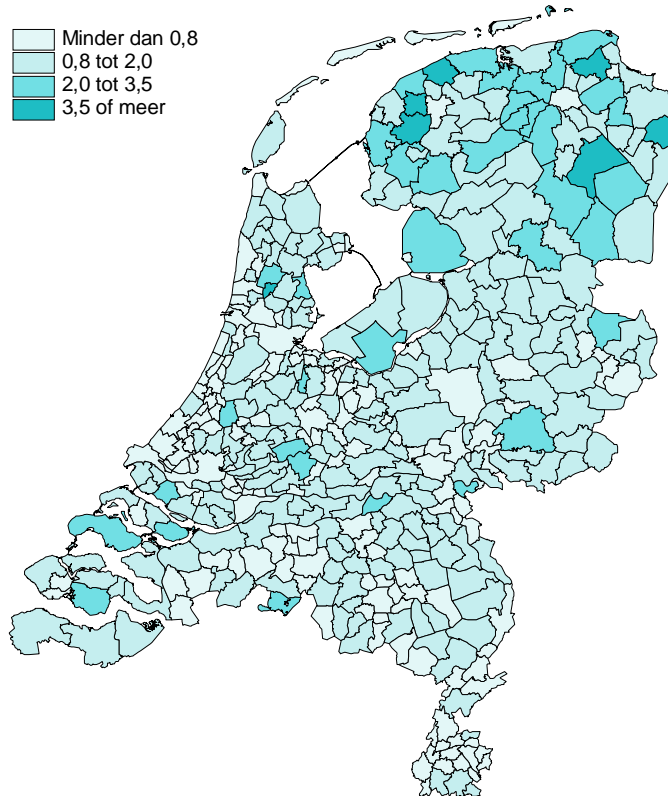 Minder dan 0,8
0,8 tot 2,0
2,0 tot 3,5
3,5 of meer